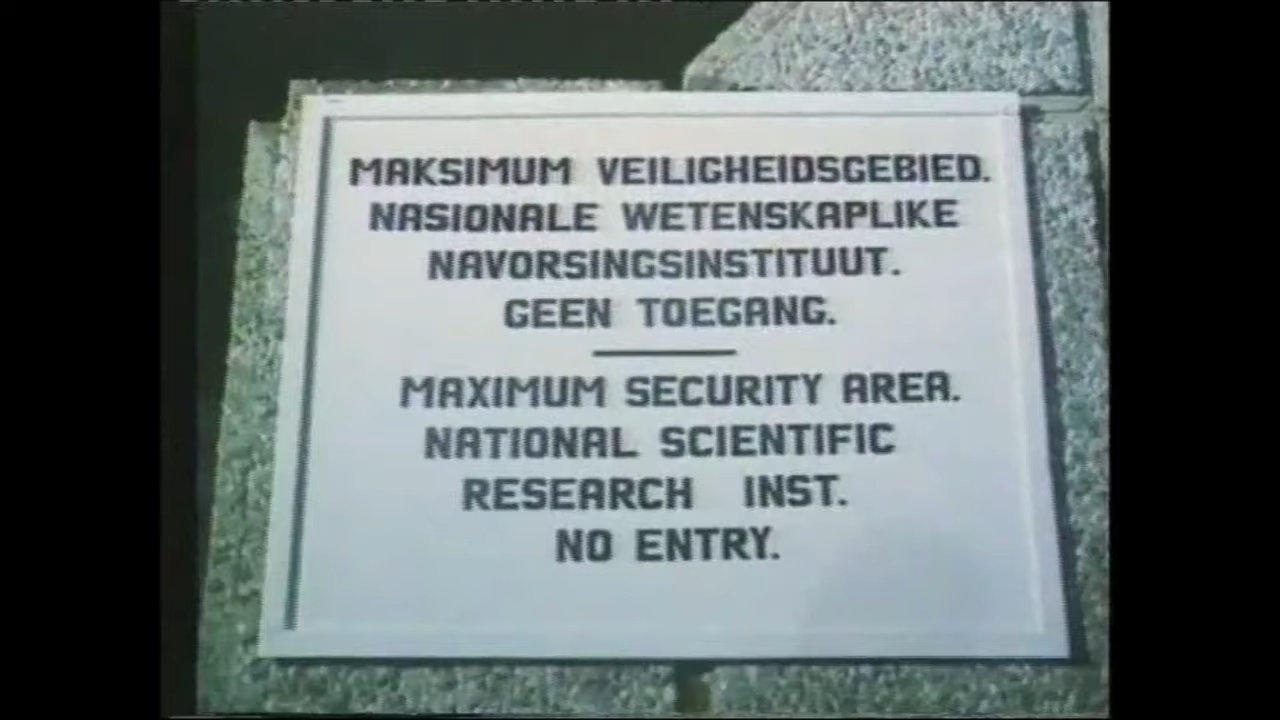 MAKSIMUM VEILIGHEIDSGEBIED.
NASIONALE WETENSKAPLIKE
NAVORSINGSINSTITUUT.
GEEN TOEGANG.
MAXIMUM SECURITY AREA.
NATIONAL SCIENTIFIC
RESEARCH INST.
NO ENTRY.